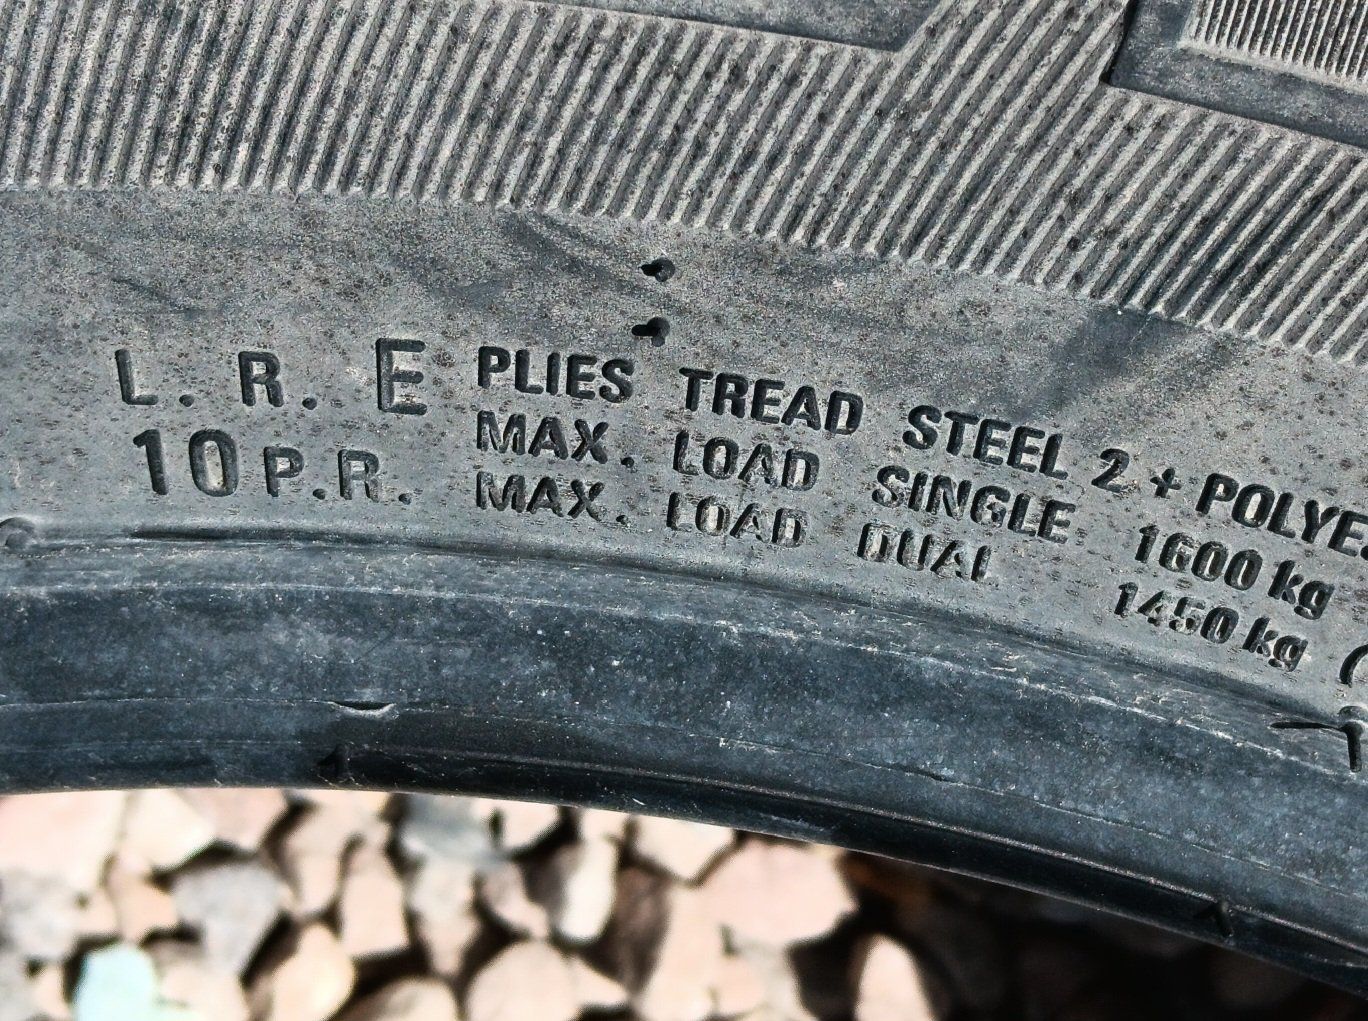 L. R. E
10 P.R.
PLIES TREAD STEEL 2 + POLYE
MAX. LOAD SINGLE 1600 kg
MAX. LOAD DUAL 1450 kg (